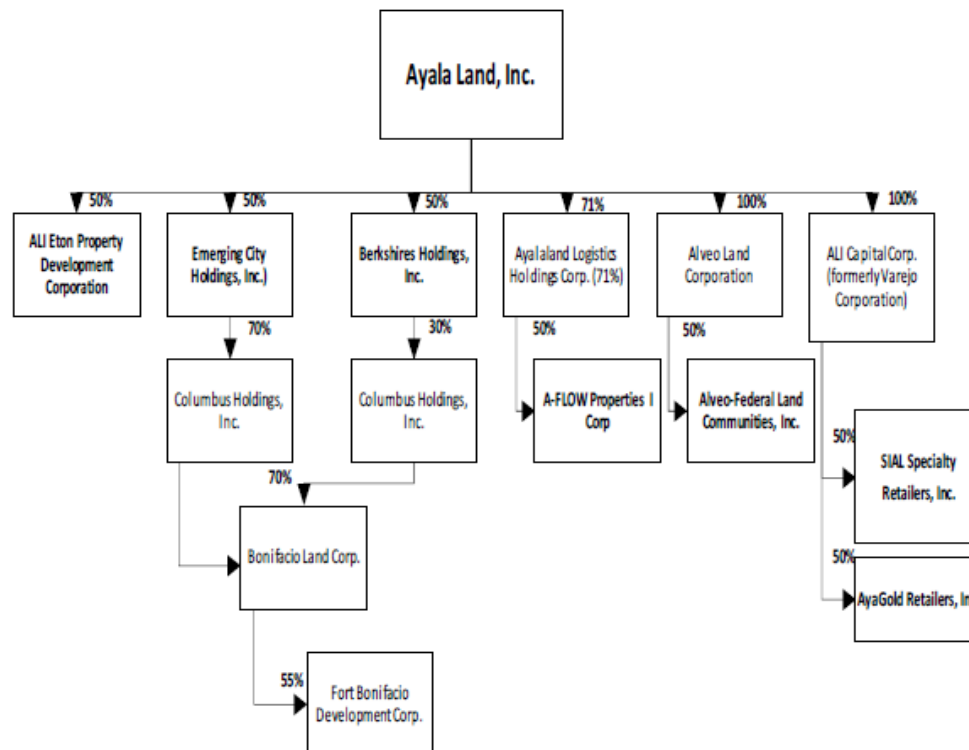 Ayala Land, Inc.
50%
50%
50%
71%
100%
100%
ALI Eton Property
Development
Corporation
Emerging City
Holdings, Inc.)
Berkshires Holdings,
Inc.
Ayalaland Logistics
Holdings Corp. (71%)
Alveo Land
Corporation
ALI Capital Corp.
(formerly Varejo
Corporation)
70%
30%
50%
50%
Columbus Holdings,
Inc.
Columbus Holdings,
Inc.
A-FLOW Properties I
Corp
Alveo-Federal Land
Communities, Inc.
50%
SIAL Specialty
Retailers, Inc.
70%
Bonifacio Land Corp.
50%
AyaGold Retailers, In
55%
Fort Bonifacio
Development Corp.